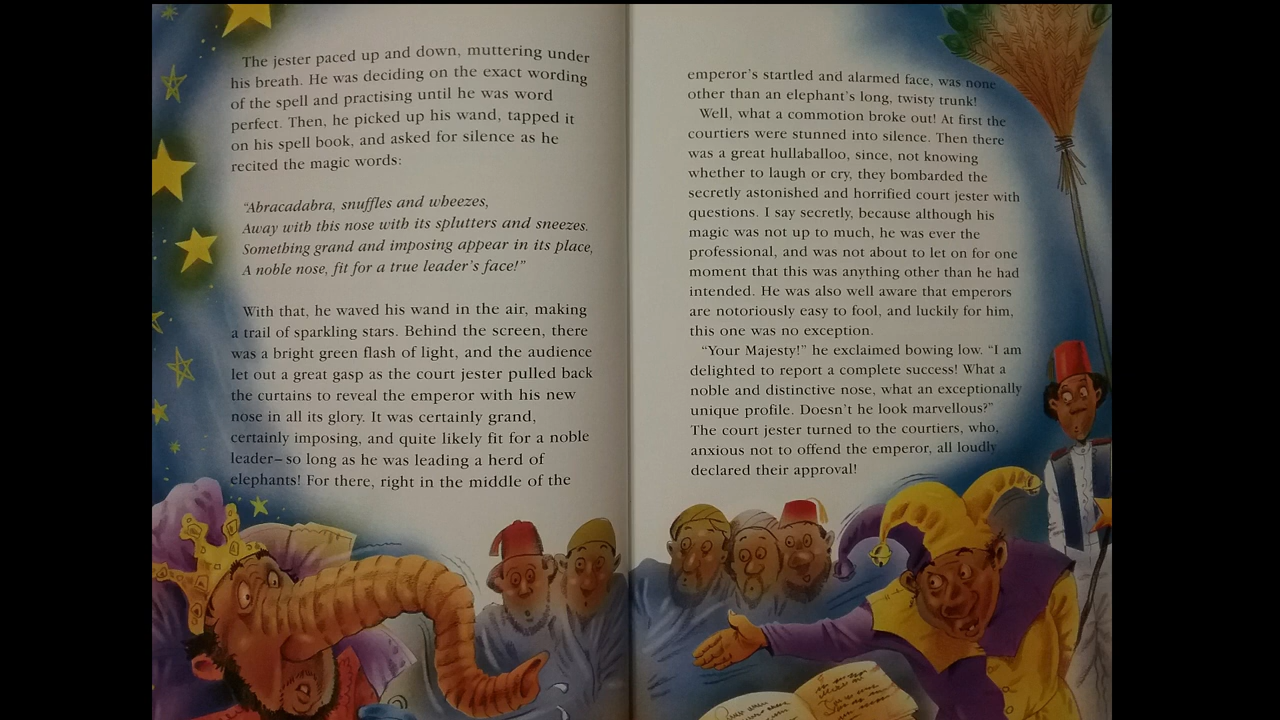 The jester paced up and down, muttering under
his breath. He was deciding on the exact wording
of the spell and practising until he was word
perfect. Then, he picked up his wand, tapped it
on his spell book, and asked for silence as he
recited the magic words:
“Abracadabra, snuffles and wheezes,
Away with this nose with its splutters and sneezes.
Something grand and imposing appear in its place,
A noble nose, fit for a true leader’s face!”
With that, he waved his wand in the air, making
a trail of sparkling stars. Behind the screen, there
was a bright green flash of light, and the audience
let out a great gasp as the court jester pulled back
the curtains to reveal the emperor with his new
nose in all its glory. It was certainly grand,
certainly imposing, and quite likely fit for a noble
leader–so long as he was leading a herd of
elephants! For there, right in the middle of the
emperor’s startled and alarmed face, was none
other than an elephant’s long, twisty trunk!
Well, what a commotion broke out! At first the
courtiers were stunned into silence. Then there
was a great hullaballoo, since, not knowing
whether to laugh or cry, they bombarded the
secretly astonished and horrified court jester with
questions. I say secretly, because although his
magic was not up to much, he was ever the
professional, and was not about to let on for one
moment that this was anything other than he had
intended. He was also well aware that emperors
are notoriously easy to fool, and luckily for him,
this one was no exception.
“Your Majesty!” he exclaimed bowing low. “I am
delighted to report a complete success! What a
noble and distinctive nose, what an exceptionally
unique profile. Doesn’t he look marvellous?”
The court jester turned to the courtiers, who,
anxious not to offend the emperor, all loudly
declared their approval!